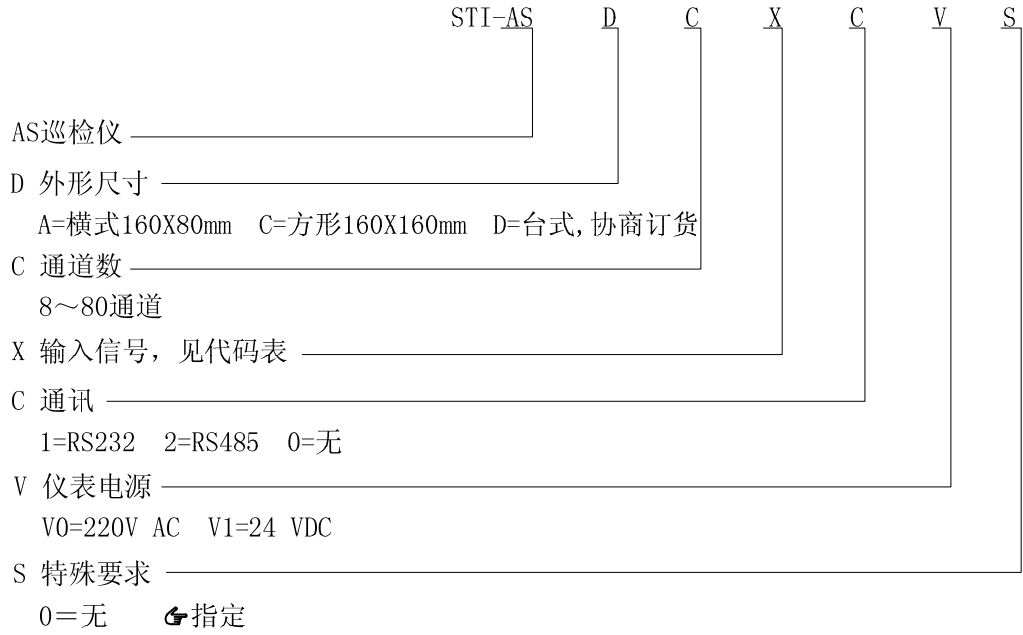 STI-AS D C X C V S
AS巡检仪
D 外形尺寸
A=横式160X80mm C=方形160X160mm D=台式,协商订货
C 通道数
8～80通道
X 输入信号，见代码表
C 通讯
1=RS232 2=RS485 0=无
V 仪表电源
V0=220V AC V1=24 VDC
S 特殊要求
0＝无 ☞指定